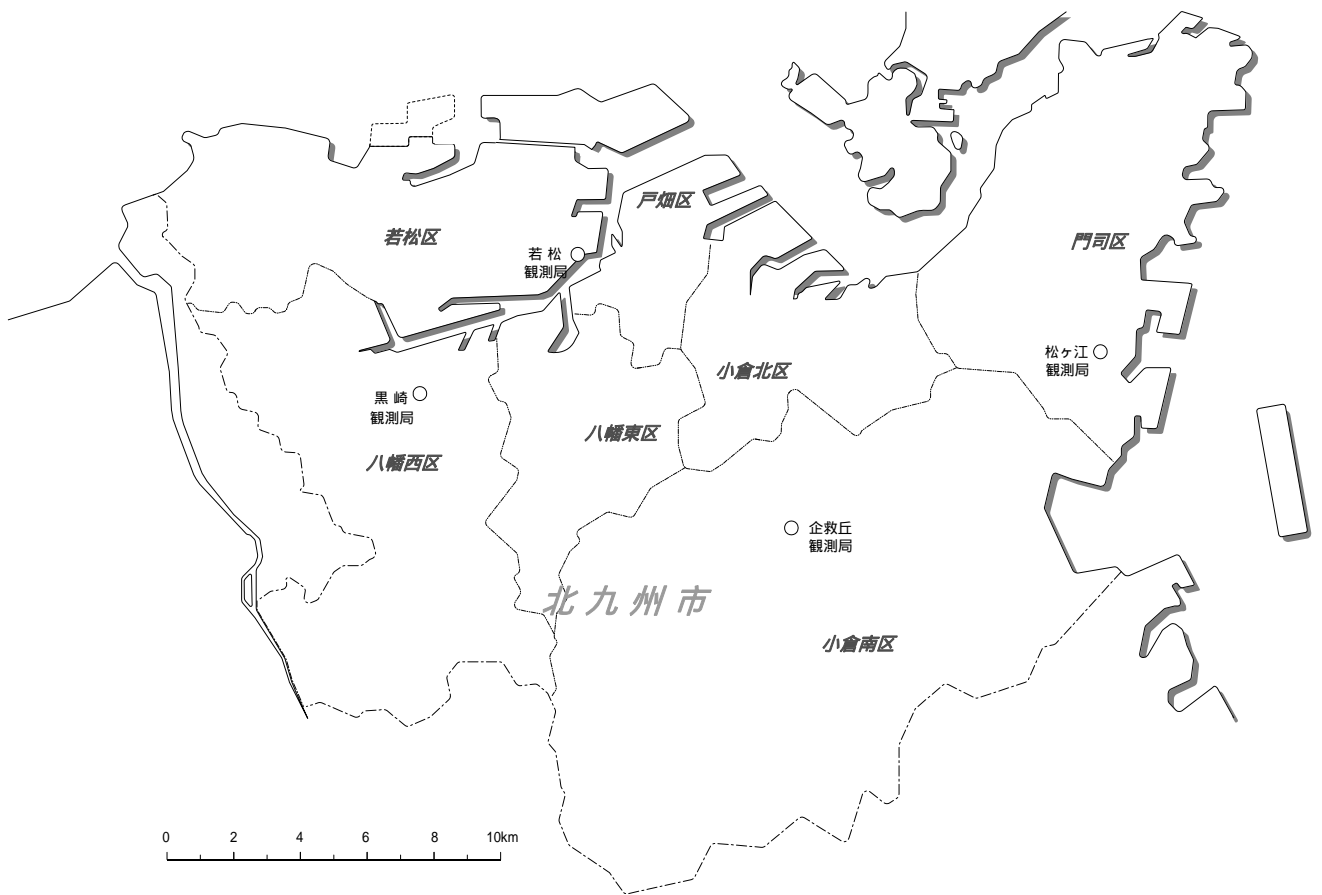 戸畑区
若松区
門司区
若 松
観測局
松ヶ江
観測局
小倉北区
黒 崎
観測局
八幡東区
八幡西区
企救丘
観測局
北九州市
小倉南区
0 2 4 6 8 10km